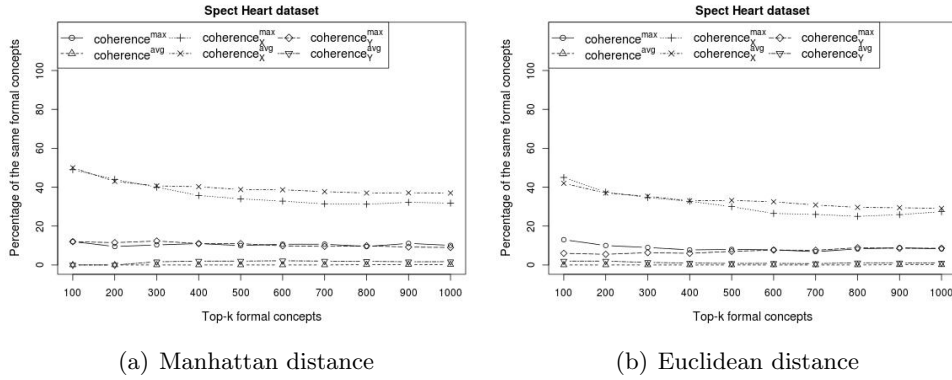 Spect Heart dataset
coherence^max coherence_X^max coherence_Y^max
coherence^avg coherence_X^avg coherence_Y^avg
Percentage of the same formal concepts
100
80
60
40
20
0
100 200 300 400 500 600 700 800 900 1000
Top-k formal concepts
(a) Manhattan distance
Spect Heart dataset
coherence^max coherence_X^max coherence_Y^max
coherence^avg coherence_X^avg coherence_Y^avg
Percentage of the same formal concepts
100
80
60
40
20
0
100 200 300 400 500 600 700 800 900 1000
Top-k formal concepts
(b) Euclidean distance